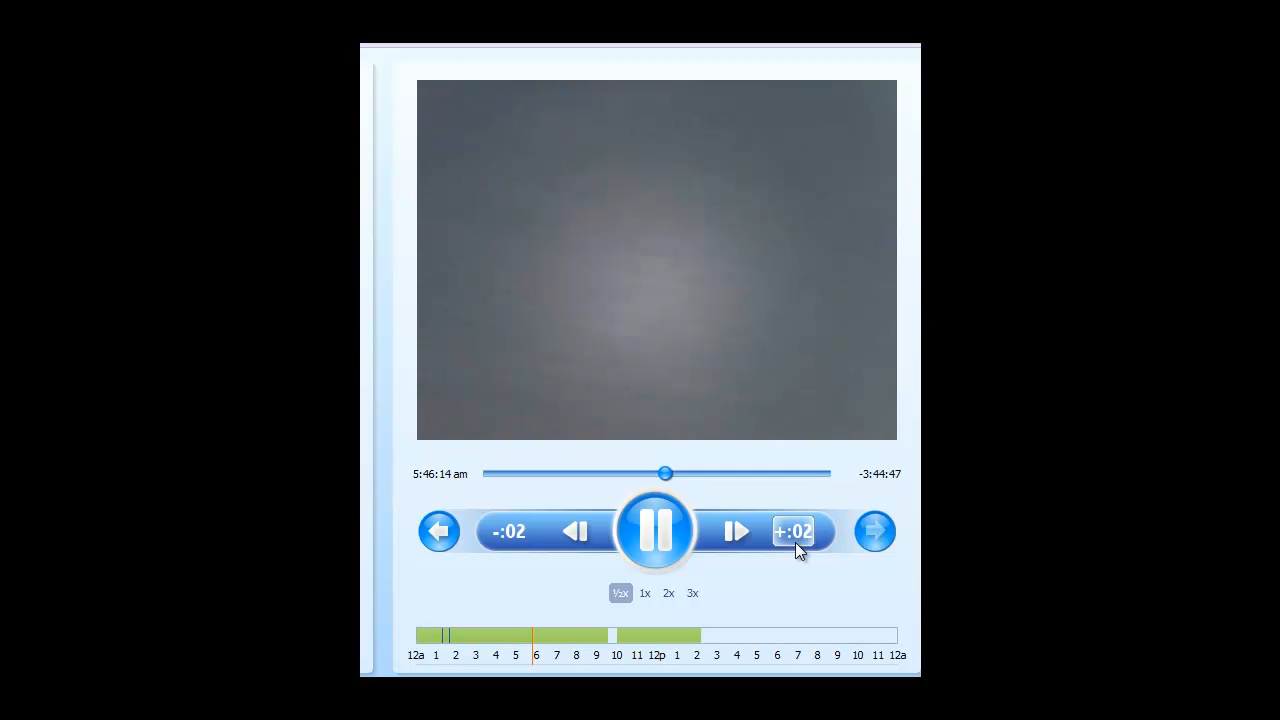 5:46:14 am -3:44:47
-:02 +:02
½x 1x 2x 3x
12a 1 2 3 4 5 6 7 8 9 10 11 12p 1 2 3 4 5 6 7 8 9 10 11 12a